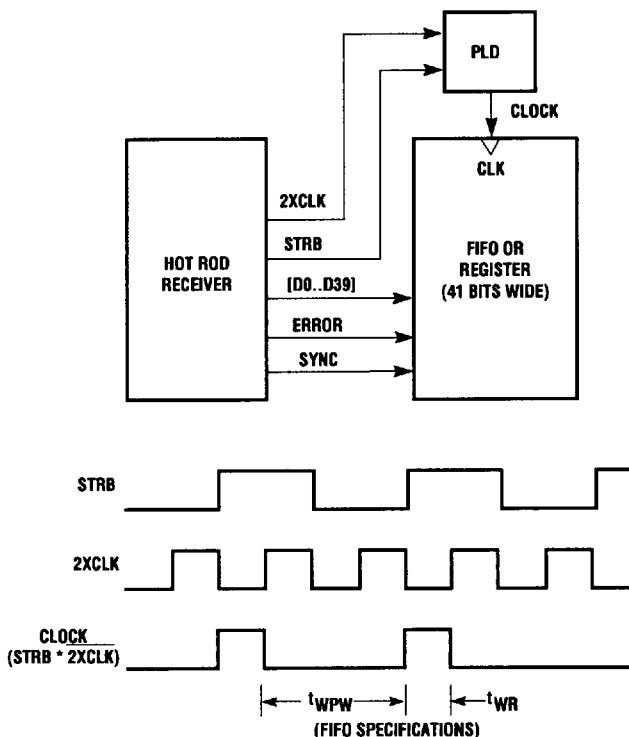 PLD
CLOCK
CLK
2XCLK
STRB
HOT ROD
RECEIVER
[D0..D39]
ERROR
SYNC
FIFO OR
REGISTER
(41 BITS WIDE)
STRB
2XCLK
CLOCK
(STRB * 2XCLK)
tWPW
tWR
(FIFO SPECIFICATIONS)